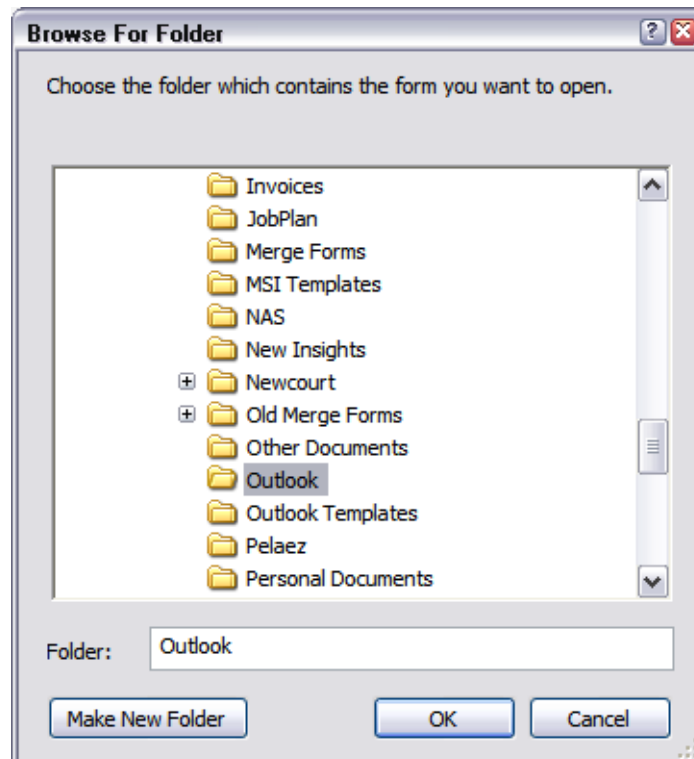 Browse For Folder
Choose the folder which contains the form you want to open.
Invoices
JobPlan
Merge Forms
MSI Templates
NAS
New Insights
Newcourt
Old Merge Forms
Other Documents
Outlook
Outlook Templates
Pelaez
Personal Documents
Folder: Outlook
Make New Folder OK Cancel